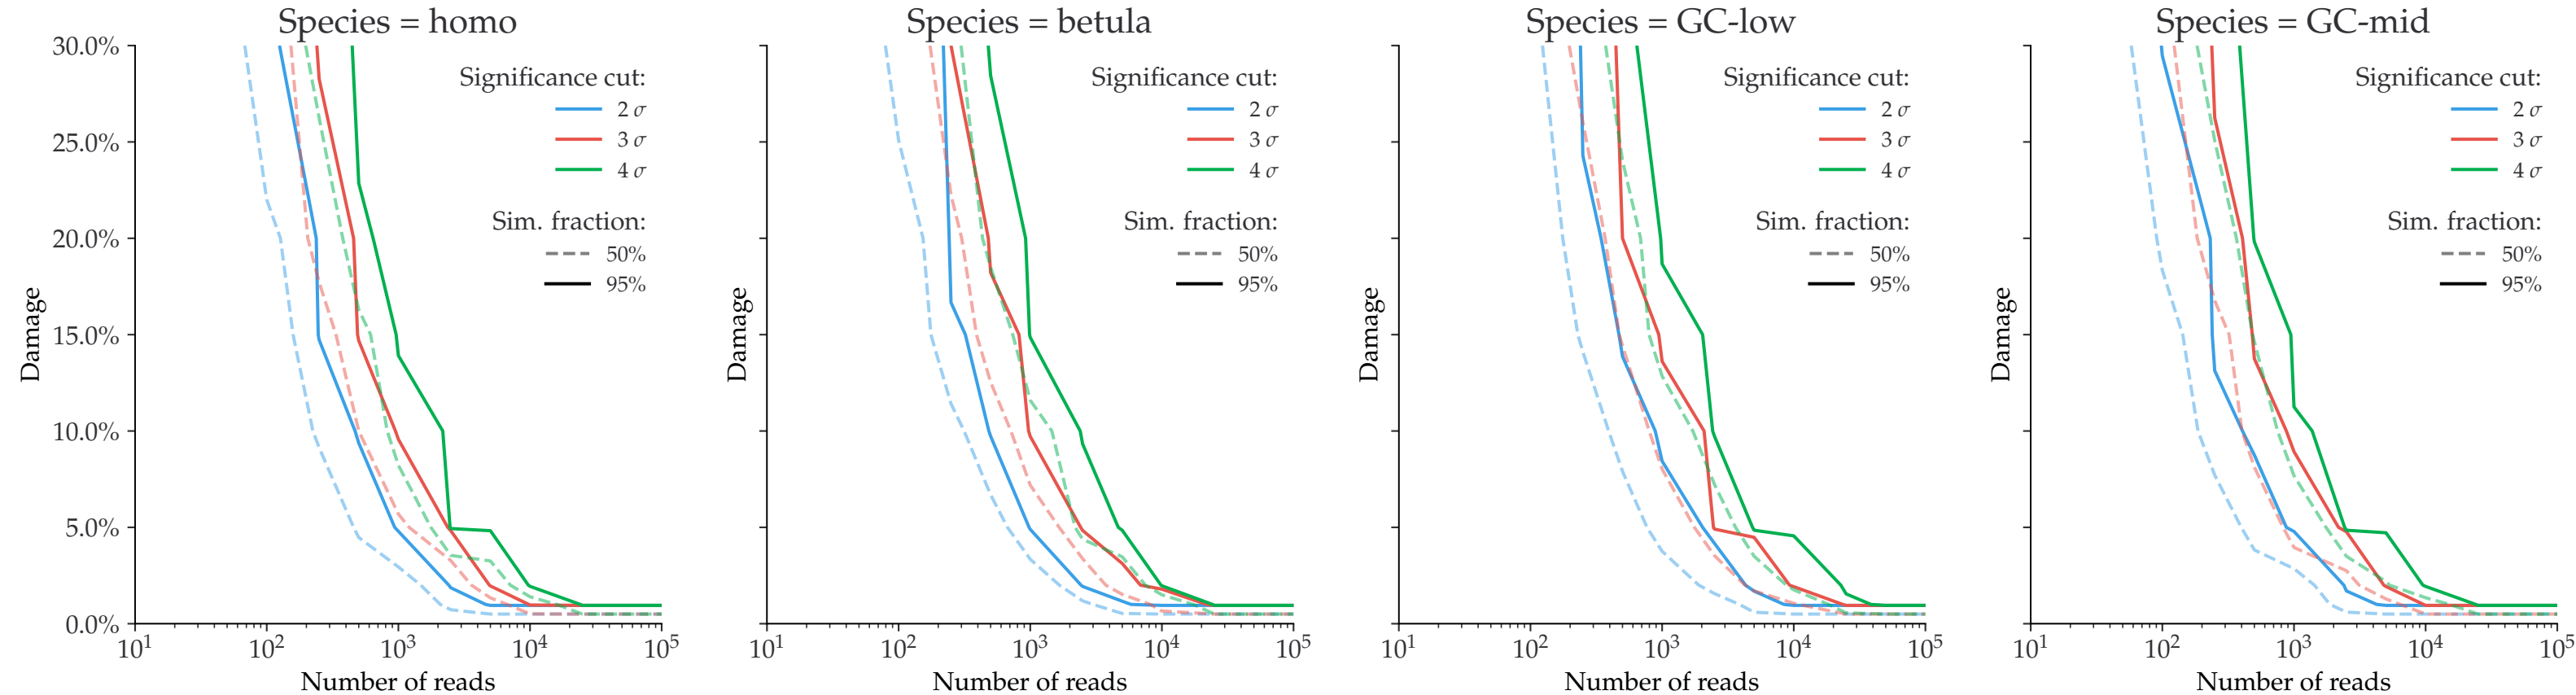 Species = homo
30.0%
25.0%
20.0%
15.0%
10.0%
5.0%
0.0%
Damage
Significance cut:
2 σ
3 σ
4 σ
Sim. fraction:
50%
95%
10¹ 10² 10³ 10⁴ 10⁵
Number of reads
Species = betula
Damage
Significance cut:
2 σ
3 σ
4 σ
Sim. fraction:
50%
95%
10¹ 10² 10³ 10⁴ 10⁵
Number of reads
Species = GC-low
Damage
Significance cut:
2 σ
3 σ
4 σ
Sim. fraction:
50%
95%
10¹ 10² 10³ 10⁴ 10⁵
Number of reads
Species = GC-mid
Damage
Significance cut:
2 σ
3 σ
4 σ
Sim. fraction:
50%
95%
10¹ 10² 10³ 10⁴ 10⁵
Number of reads